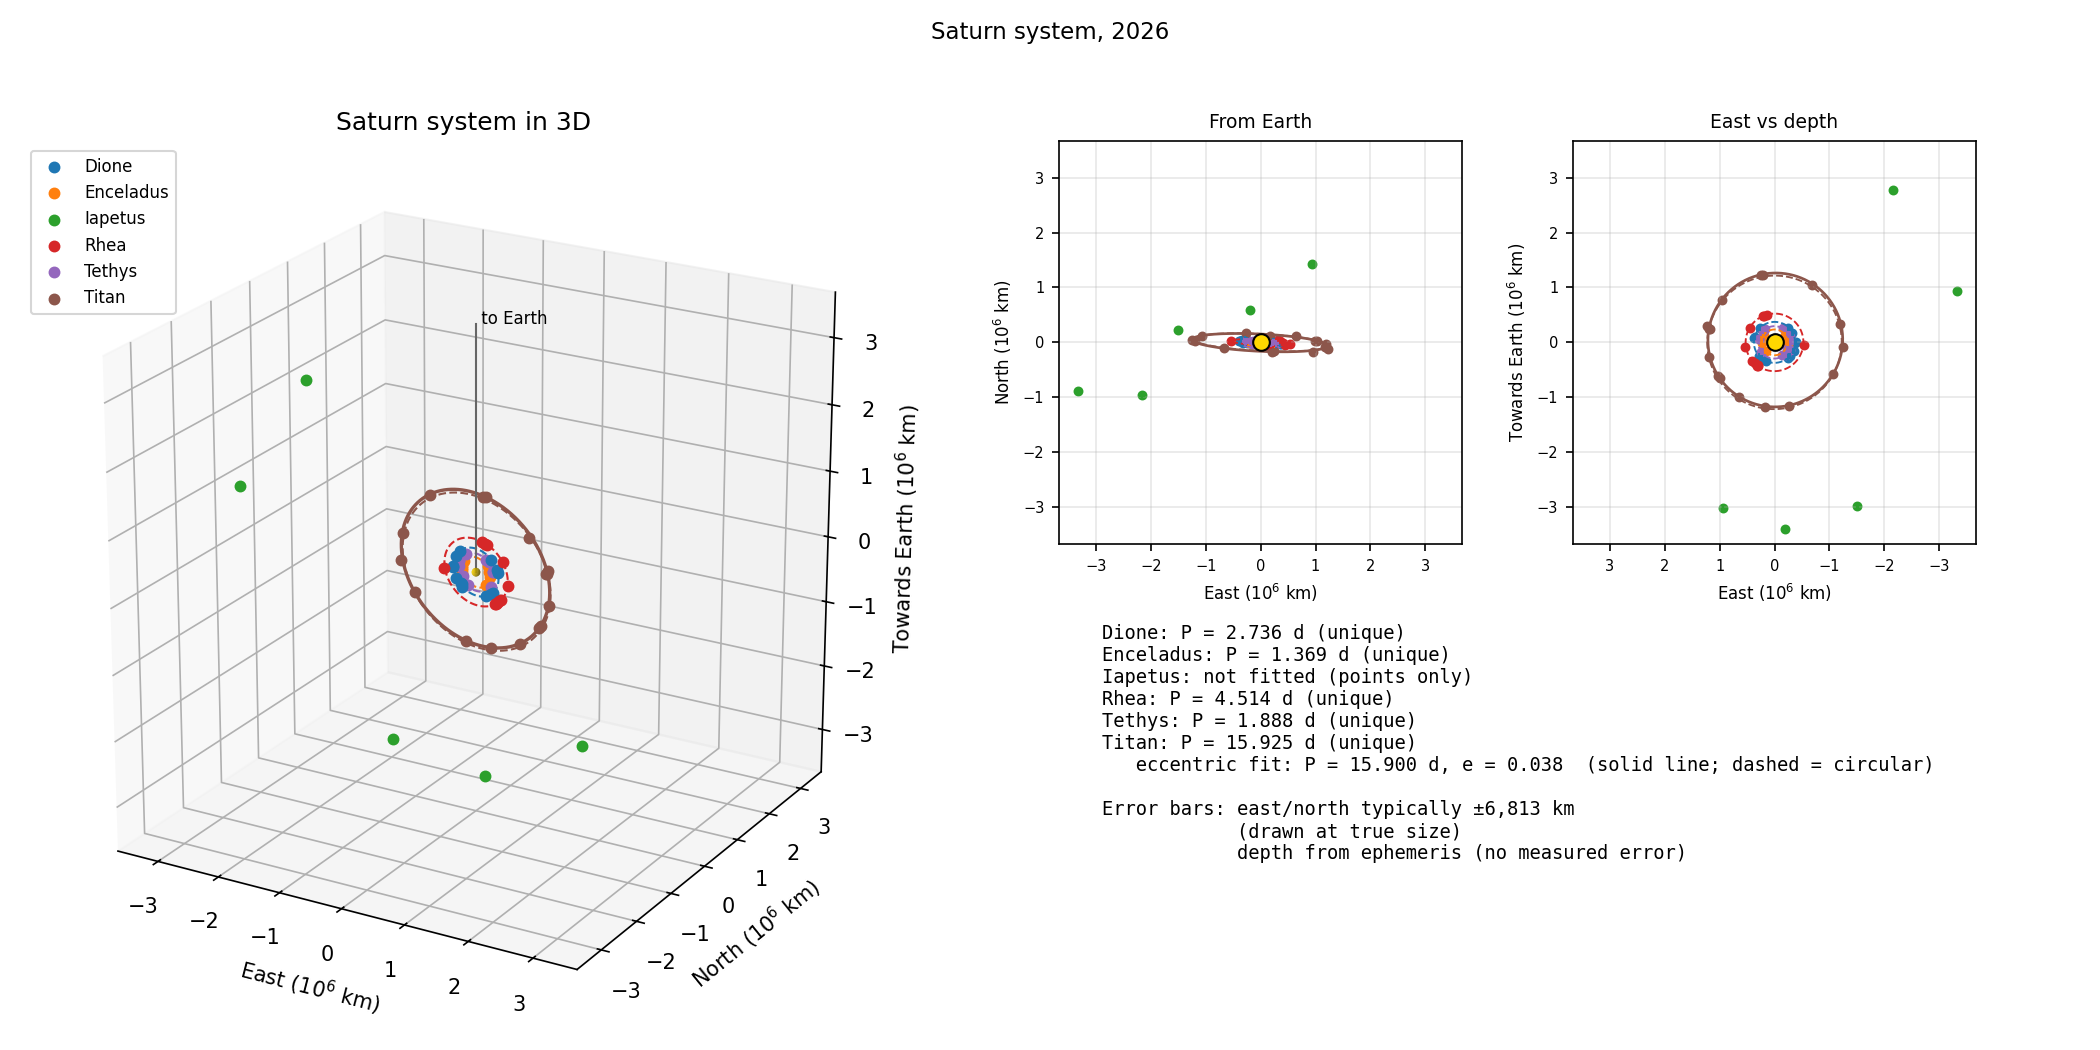 Saturn system, 2026
Saturn system in 3D
Dione
Enceladus
Iapetus
Rhea
Tethys
Titan
to Earth
3
2
1
0
−1
−2
−3
Towards Earth (10⁶ km)
−3
−2
−1
0
1
2
3
East (10⁶ km)
3
2
1
0
−1
−2
−3
North (10⁶ km)
From Earth
3
2
1
0
−1
−2
−3
North (10⁶ km)
−3 −2 −1 0 1 2 3
East (10⁶ km)
East vs depth
3
2
1
0
−1
−2
−3
Towards Earth (10⁶ km)
3 2 1 0 −1 −2 −3
East (10⁶ km)
Dione: P = 2.736 d (unique)
Enceladus: P = 1.369 d (unique)
Iapetus: not fitted (points only)
Rhea: P = 4.514 d (unique)
Tethys: P = 1.888 d (unique)
Titan: P = 15.925 d (unique)
eccentric fit: P = 15.900 d, e = 0.038  (solid line; dashed = circular)
Error bars: east/north typically ±6,813 km
(drawn at true size)
depth from ephemeris (no measured error)